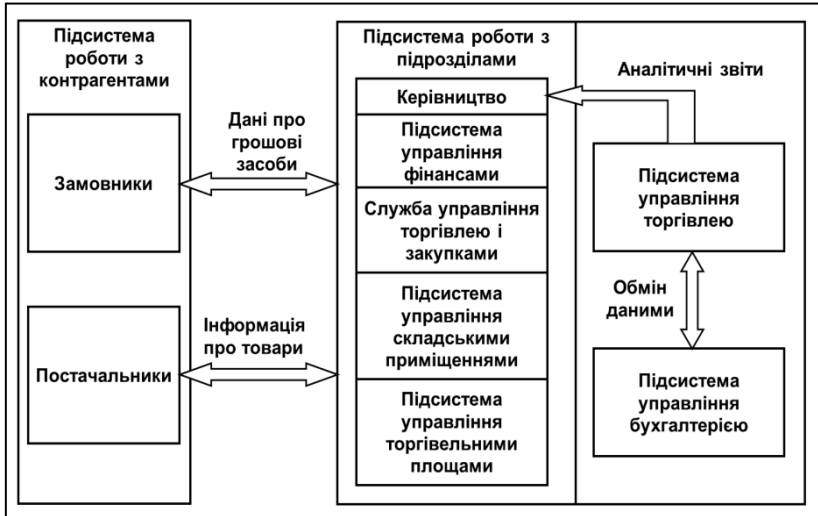 Підсистема
роботи з
контрагентами
Замовники
Постачальники
Дані про
грошові
засоби
Інформація
про товари
Підсистема роботи з
підрозділами
Керівництво
Підсистема
управління
фінансами
Служба управління
торгівлею і
закупками
Підсистема
управління
складськими
приміщеннями
Підсистема
управління
торгівельними
площами
Аналітичні звіти
Підсистема
управління
торгівлею
Обмін
даними
Підсистема
управління
бухгалтерією